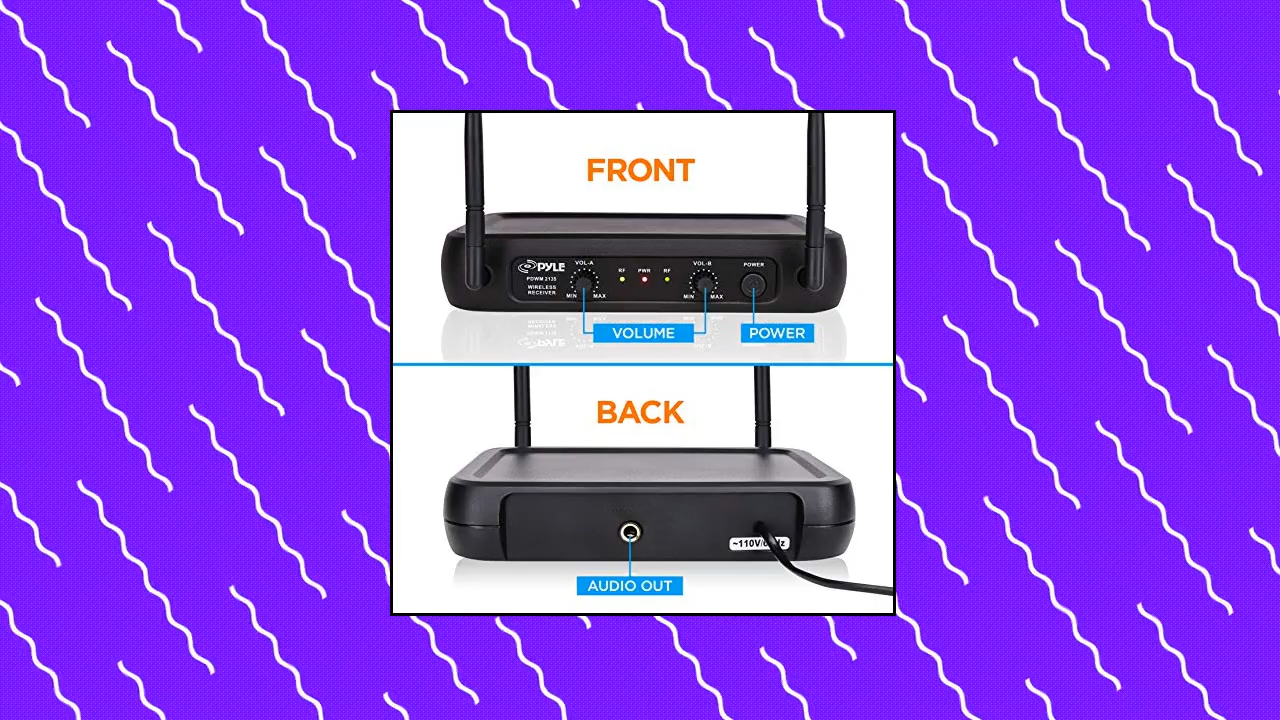 FRONT
PYLE
PDWM 2135
WIRELESS
RECEIVER
VOL-A
MIN MAX
RF PWR RF
VOL-B
MIN MAX
POWER
VOLUME
POWER
BACK
~110V/
AUDIO OUT